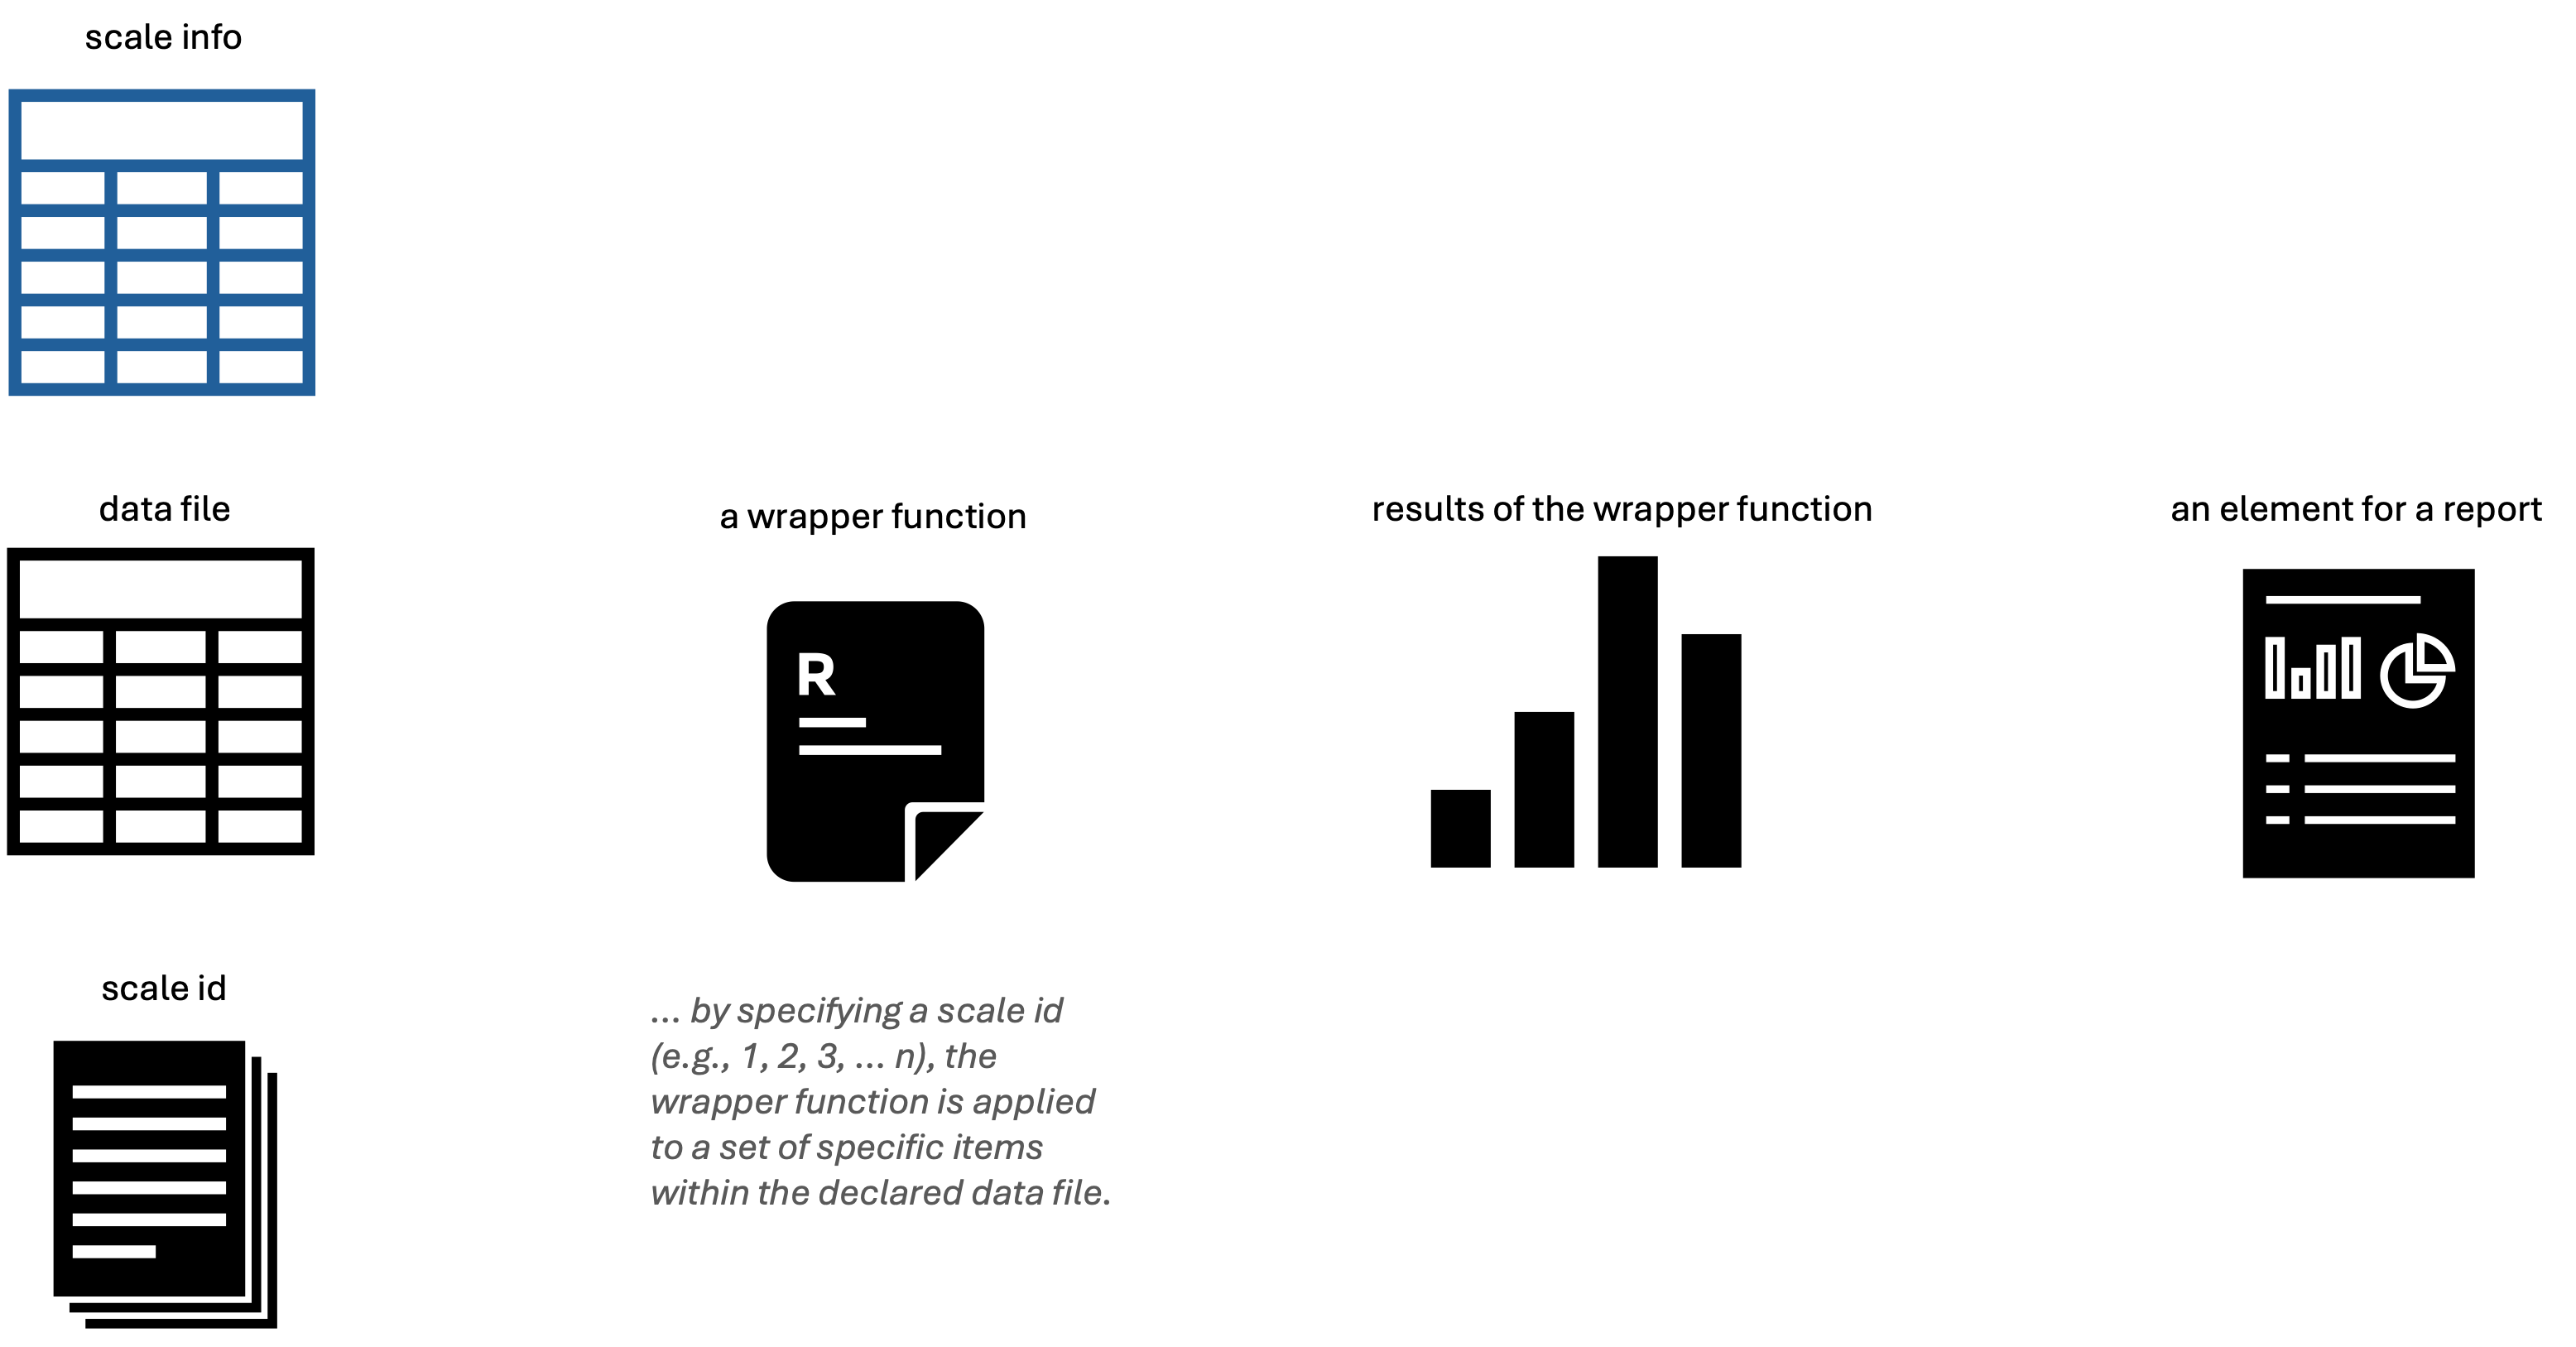 scale info
data file
a wrapper function
results of the wrapper function
an element for a report
R
scale id
... by specifying a scale id
(e.g., 1, 2, 3, ... n), the
wrapper function is applied
to a set of specific items
within the declared data file.